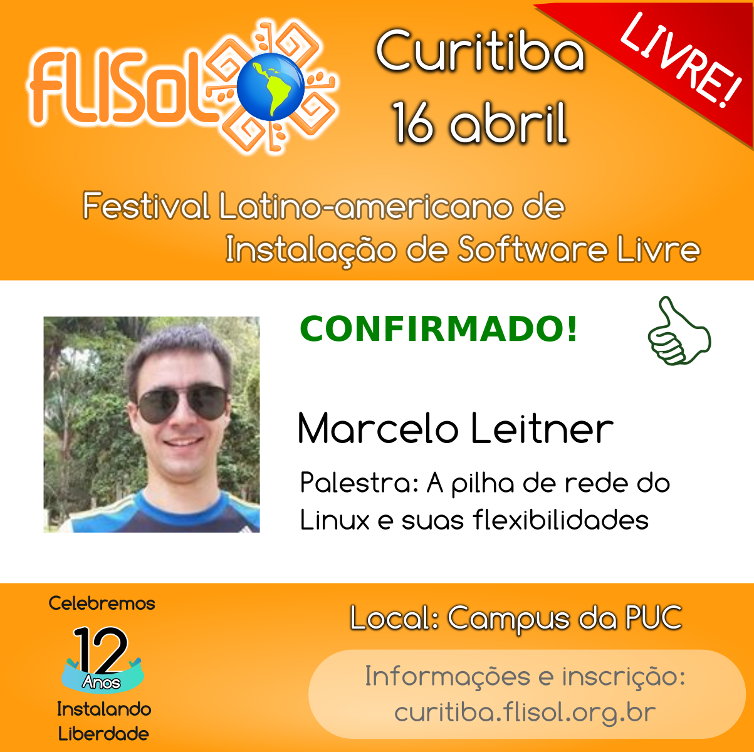 FLISoL
Curitiba
16 abril
LIVRE!
Festival Latino-americano de
Instalação de Software Livre
CONFIRMADO!
Marcelo Leitner
Palestra: A pilha de rede do
Linux e suas flexibilidades
Celebremos
12
Anos
Instalando
Liberdade
Local: Campus da PUC
Informações e inscrição:
curitiba.flisol.org.br